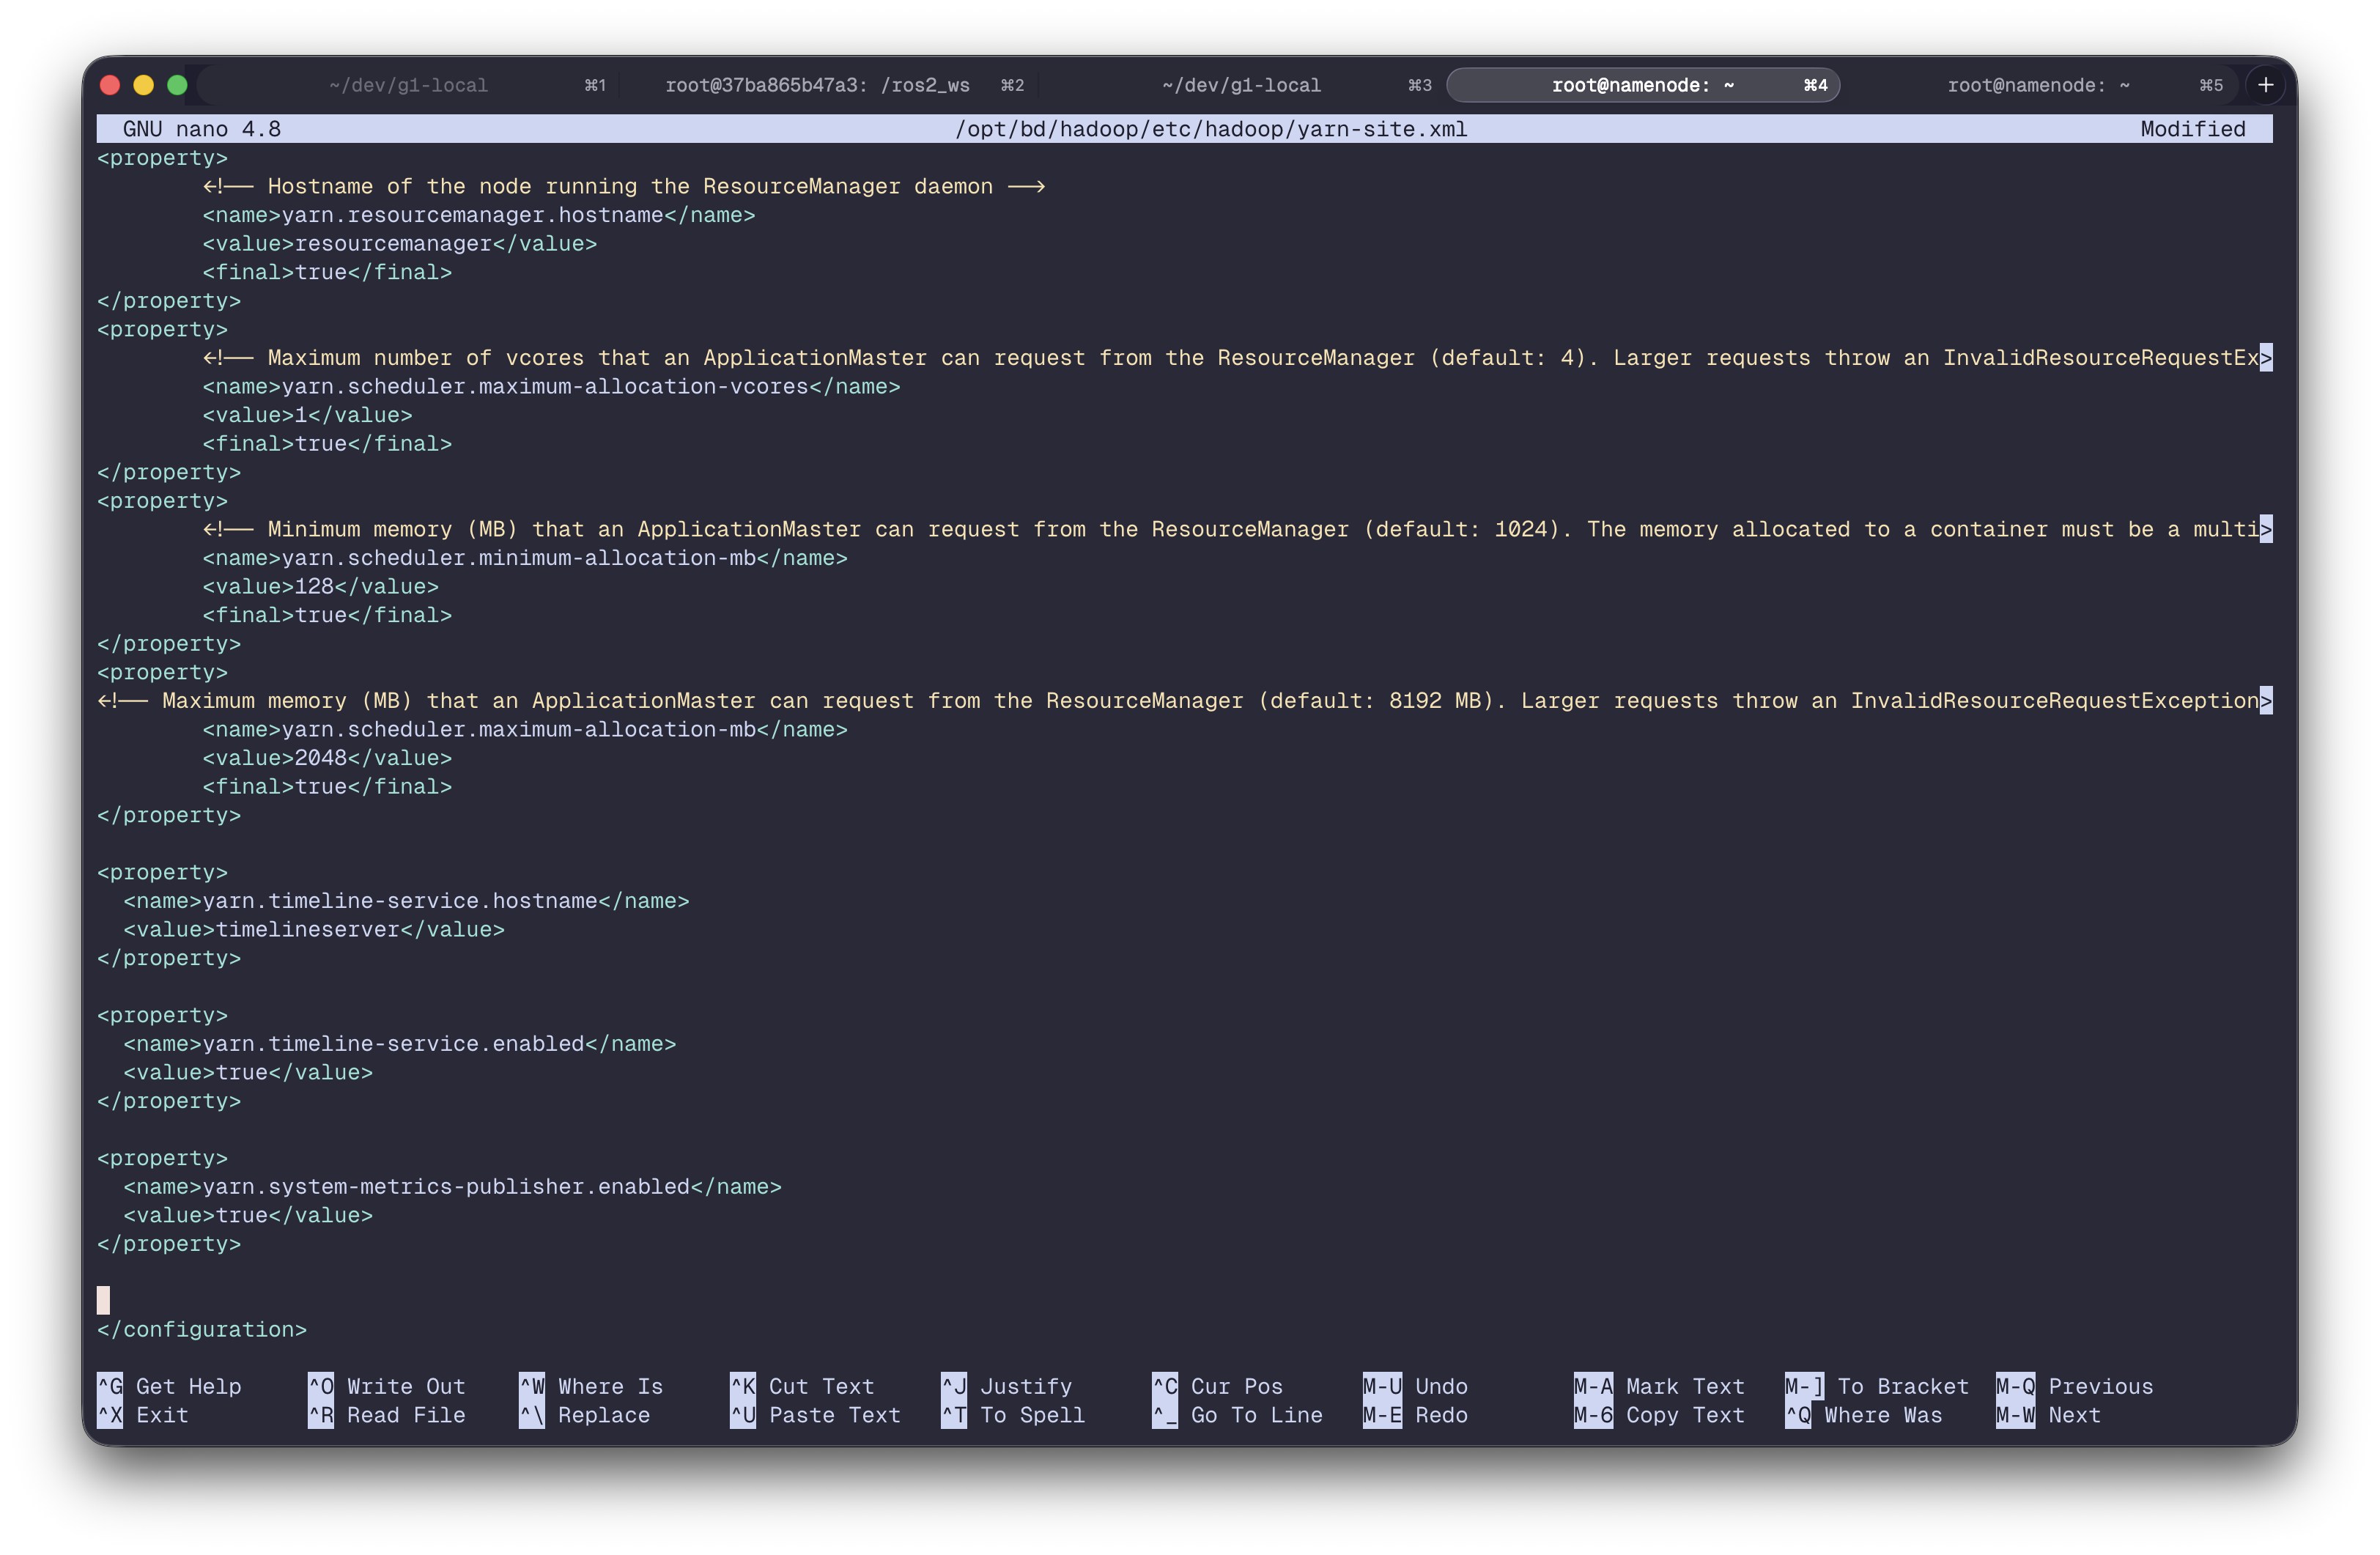 ~/dev/g1-local ⌘1 root@37ba865b47a3: /ros2_ws ⌘2 ~/dev/g1-local ⌘3 root@namenode: ~ ⌘4 root@namenode: ~ ⌘5 +
GNU nano 4.8 /opt/bd/hadoop/etc/hadoop/yarn-site.xml Modified
<property>
<!-- Hostname of the node running the ResourceManager daemon -->
<name>yarn.resourcemanager.hostname</name>
<value>resourcemanager</value>
<final>true</final>
</property>
<property>
<!-- Maximum number of vcores that an ApplicationMaster can request from the ResourceManager (default: 4). Larger requests throw an InvalidResourceRequestEx>
<name>yarn.scheduler.maximum-allocation-vcores</name>
<value>1</value>
<final>true</final>
</property>
<property>
<!-- Minimum memory (MB) that an ApplicationMaster can request from the ResourceManager (default: 1024). The memory allocated to a container must be a multi>
<name>yarn.scheduler.minimum-allocation-mb</name>
<value>128</value>
<final>true</final>
</property>
<property>
<!-- Maximum memory (MB) that an ApplicationMaster can request from the ResourceManager (default: 8192 MB). Larger requests throw an InvalidResourceRequestException>
<name>yarn.scheduler.maximum-allocation-mb</name>
<value>2048</value>
<final>true</final>
</property>
<property>
<name>yarn.timeline-service.hostname</name>
<value>timelineserver</value>
</property>
<property>
<name>yarn.timeline-service.enabled</name>
<value>true</value>
</property>
<property>
<name>yarn.system-metrics-publisher.enabled</name>
<value>true</value>
</property>
</configuration>
^G Get Help ^O Write Out ^W Where Is ^K Cut Text ^J Justify ^C Cur Pos M-U Undo M-A Mark Text M-] To Bracket M-Q Previous
^X Exit ^R Read File ^\ Replace ^U Paste Text ^T To Spell ^_ Go To Line M-E Redo M-6 Copy Text ^Q Where Was M-W Next